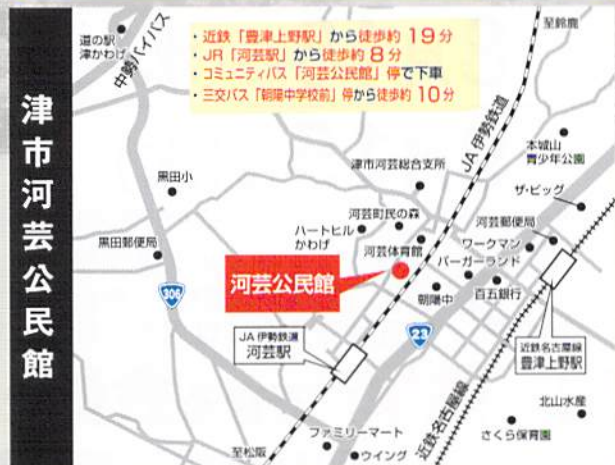 津市河芸公民館
・近鉄「豊津上野駅」から徒歩約19分
・JR「河芸駅」から徒歩約8分
・コミュニティバス「河芸公民館」停で下車
・三交バス「朝陽中学校前」停から徒歩約10分
至鈴鹿
道の駅
津かわげ
中勢バイパス
JA伊勢鉄道
本城山
青少年公園
津市河芸総合支所
ザ・ビッグ
黒田小
河芸町民の森
河芸郵便局
ハートヒル
かわげ
河芸体育館
ワークマン
黒田郵便局
バーガーランド
河芸公民館
朝陽中
百五銀行
306
23
JA伊勢鉄道
河芸駅
近鉄名古屋線
豊津上野駅
北山水産
近鉄名古屋線
さくら保育園
ファミリーマート
至松阪
ウイング